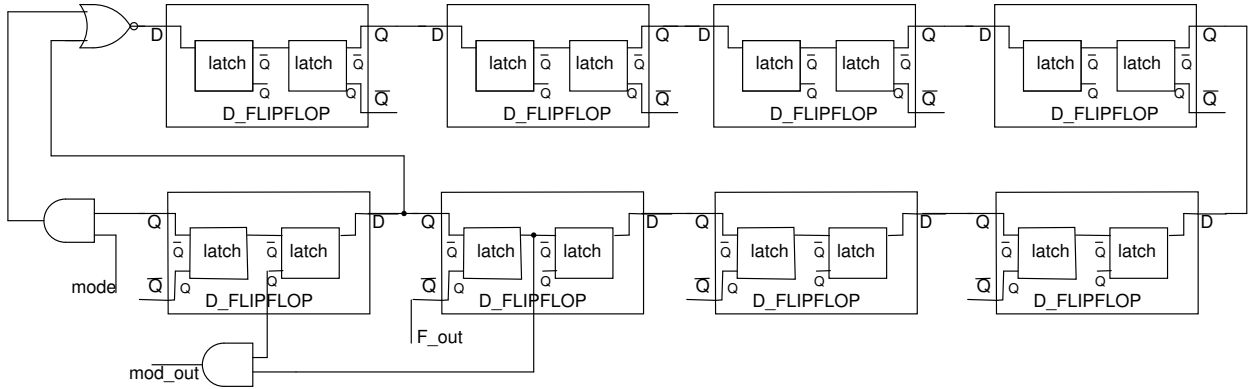 D Q D Q D Q D Q
latch Q̅ latch Q̅ latch Q̅ latch Q̅ latch Q̅ latch Q̅ latch Q̅ latch Q̅
Q Q Q Q Q Q Q Q
Q̅ Q̅ Q̅ Q̅
D_FLIPFLOP D_FLIPFLOP D_FLIPFLOP D_FLIPFLOP
Q D Q D Q D Q D
Q̅ latch Q̅ latch Q̅ latch Q̅ latch Q̅ latch Q̅ latch Q̅ latch Q̅ latch
Q Q Q Q Q Q Q Q
mode Q̅ Q̅ Q̅ Q̅
D_FLIPFLOP D_FLIPFLOP D_FLIPFLOP D_FLIPFLOP
F_out
mod_out